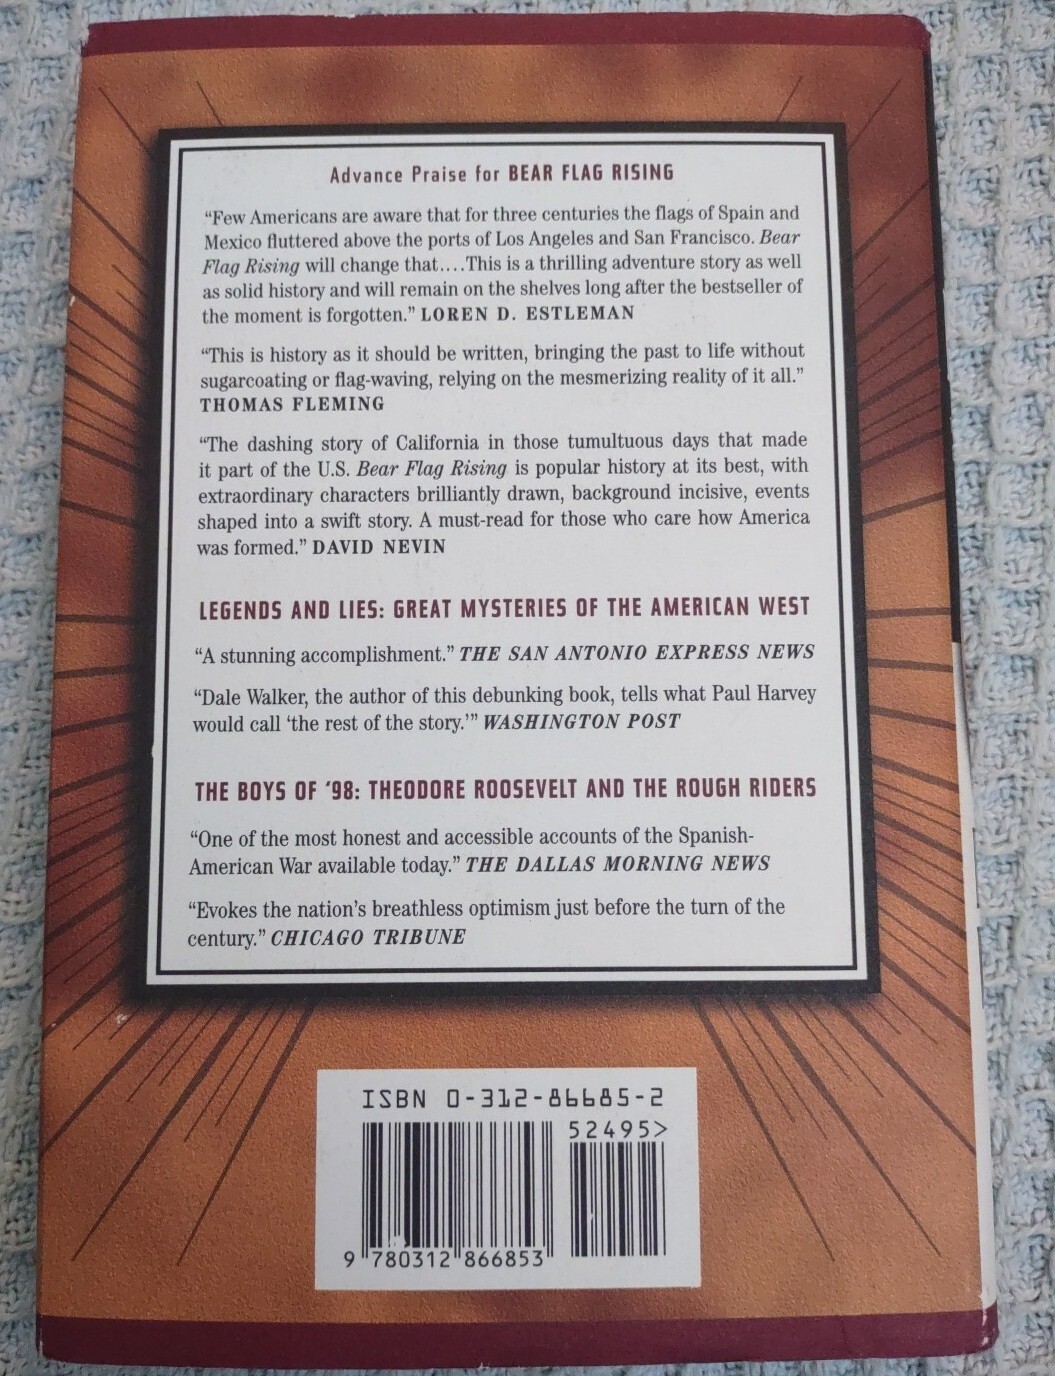 Advance Praise for BEAR FLAG RISING
“Few Americans are aware that for three centuries the flags of Spain and
Mexico fluttered above the ports of Los Angeles and San Francisco. Bear
Flag Rising will change that....This is a thrilling adventure story as well
as solid history and will remain on the shelves long after the bestseller of
the moment is forgotten.” LOREN D. ESTLEMAN
“This is history as it should be written, bringing the past to life without
sugarcoating or flag-waving, relying on the mesmerizing reality of it all.”
THOMAS FLEMING
“The dashing story of California in those tumultuous days that made
it part of the U.S. Bear Flag Rising is popular history at its best, with
extraordinary characters brilliantly drawn, background incisive, events
shaped into a swift story. A must-read for those who care how America
was formed.” DAVID NEVIN
LEGENDS AND LIES: GREAT MYSTERIES OF THE AMERICAN WEST
“A stunning accomplishment.” THE SAN ANTONIO EXPRESS NEWS
“Dale Walker, the author of this debunking book, tells what Paul Harvey
would call ‘the rest of the story.’” WASHINGTON POST
THE BOYS OF ’98: THEODORE ROOSEVELT AND THE ROUGH RIDERS
“One of the most honest and accessible accounts of the Spanish-
American War available today.” THE DALLAS MORNING NEWS
“Evokes the nation’s breathless optimism just before the turn of the
century.” CHICAGO TRIBUNE
ISBN 0-312-86685-2
52495>
9 780312 866853